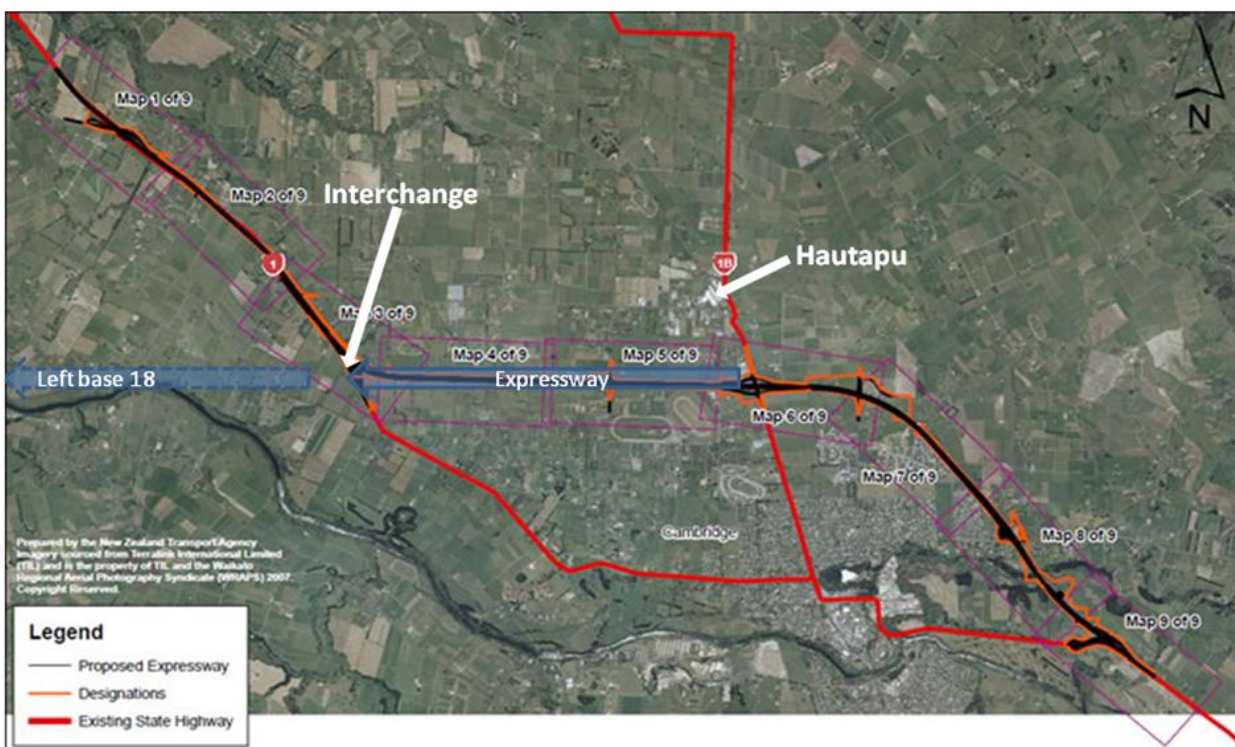 Map 1 of 9
N
Map 2 of 9
Interchange
Hautapu
1B
1
Map 3 of 9
Map 4 of 9
Map 5 of 9
Left base 18
Expressway
Map 6 of 9
Map 7 of 9
Cambridge
Map 8 of 9
Prepared by the New Zealand Transport Agency
Imagery sourced from Terralink International Limited
(TIL) and is the property of TIL and the Waikato
Regional Aerial Photography Syndicate (WRAPS) 2007.
Copyright Reserved.
Map 9 of 9
Legend
Proposed Expressway
Designations
Existing State Highway